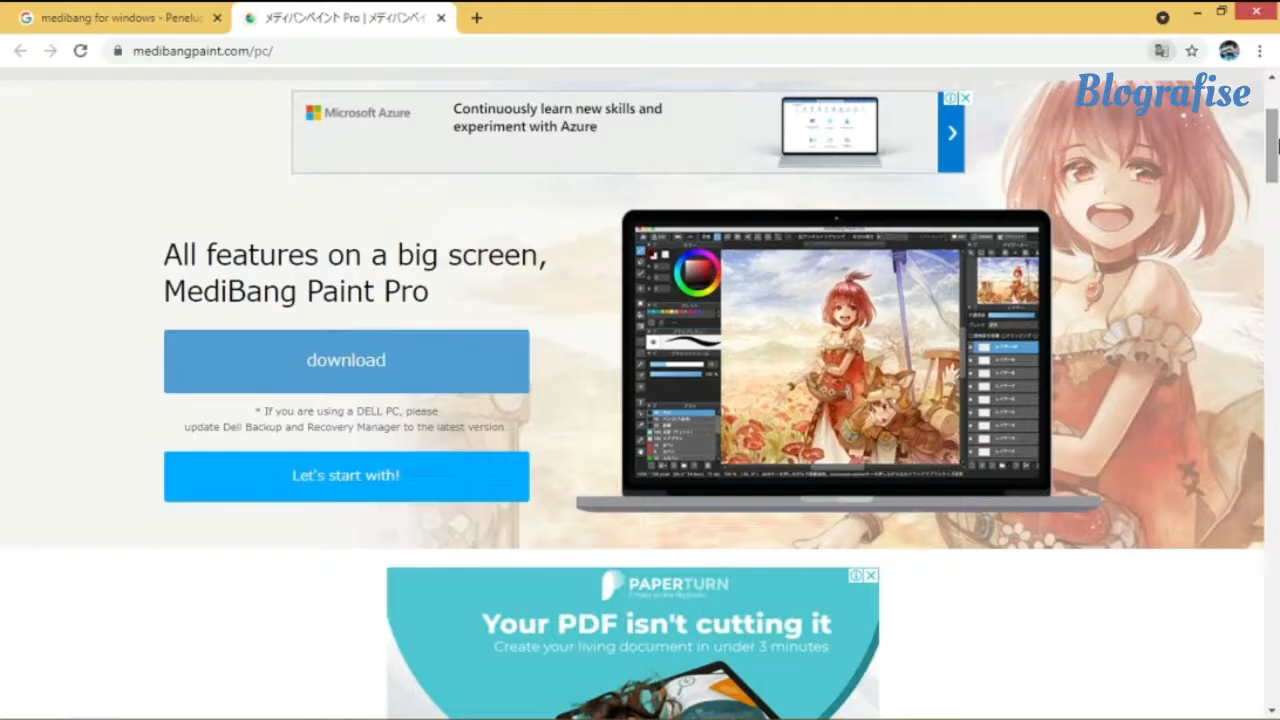 medibang for windows - Penelu
メディバンペイント Pro | メディバンペイ
medibangpaint.com/pc/
Blografise
Microsoft Azure
Continuously learn new skills and
experiment with Azure
All features on a big screen,
MediBang Paint Pro
download
* If you are using a DELL PC, please
update Dell Backup and Recovery Manager to the latest version
Let's start with!
PAPERTURN
Your PDF isn't cutting it
Create your living document in under 3 minutes